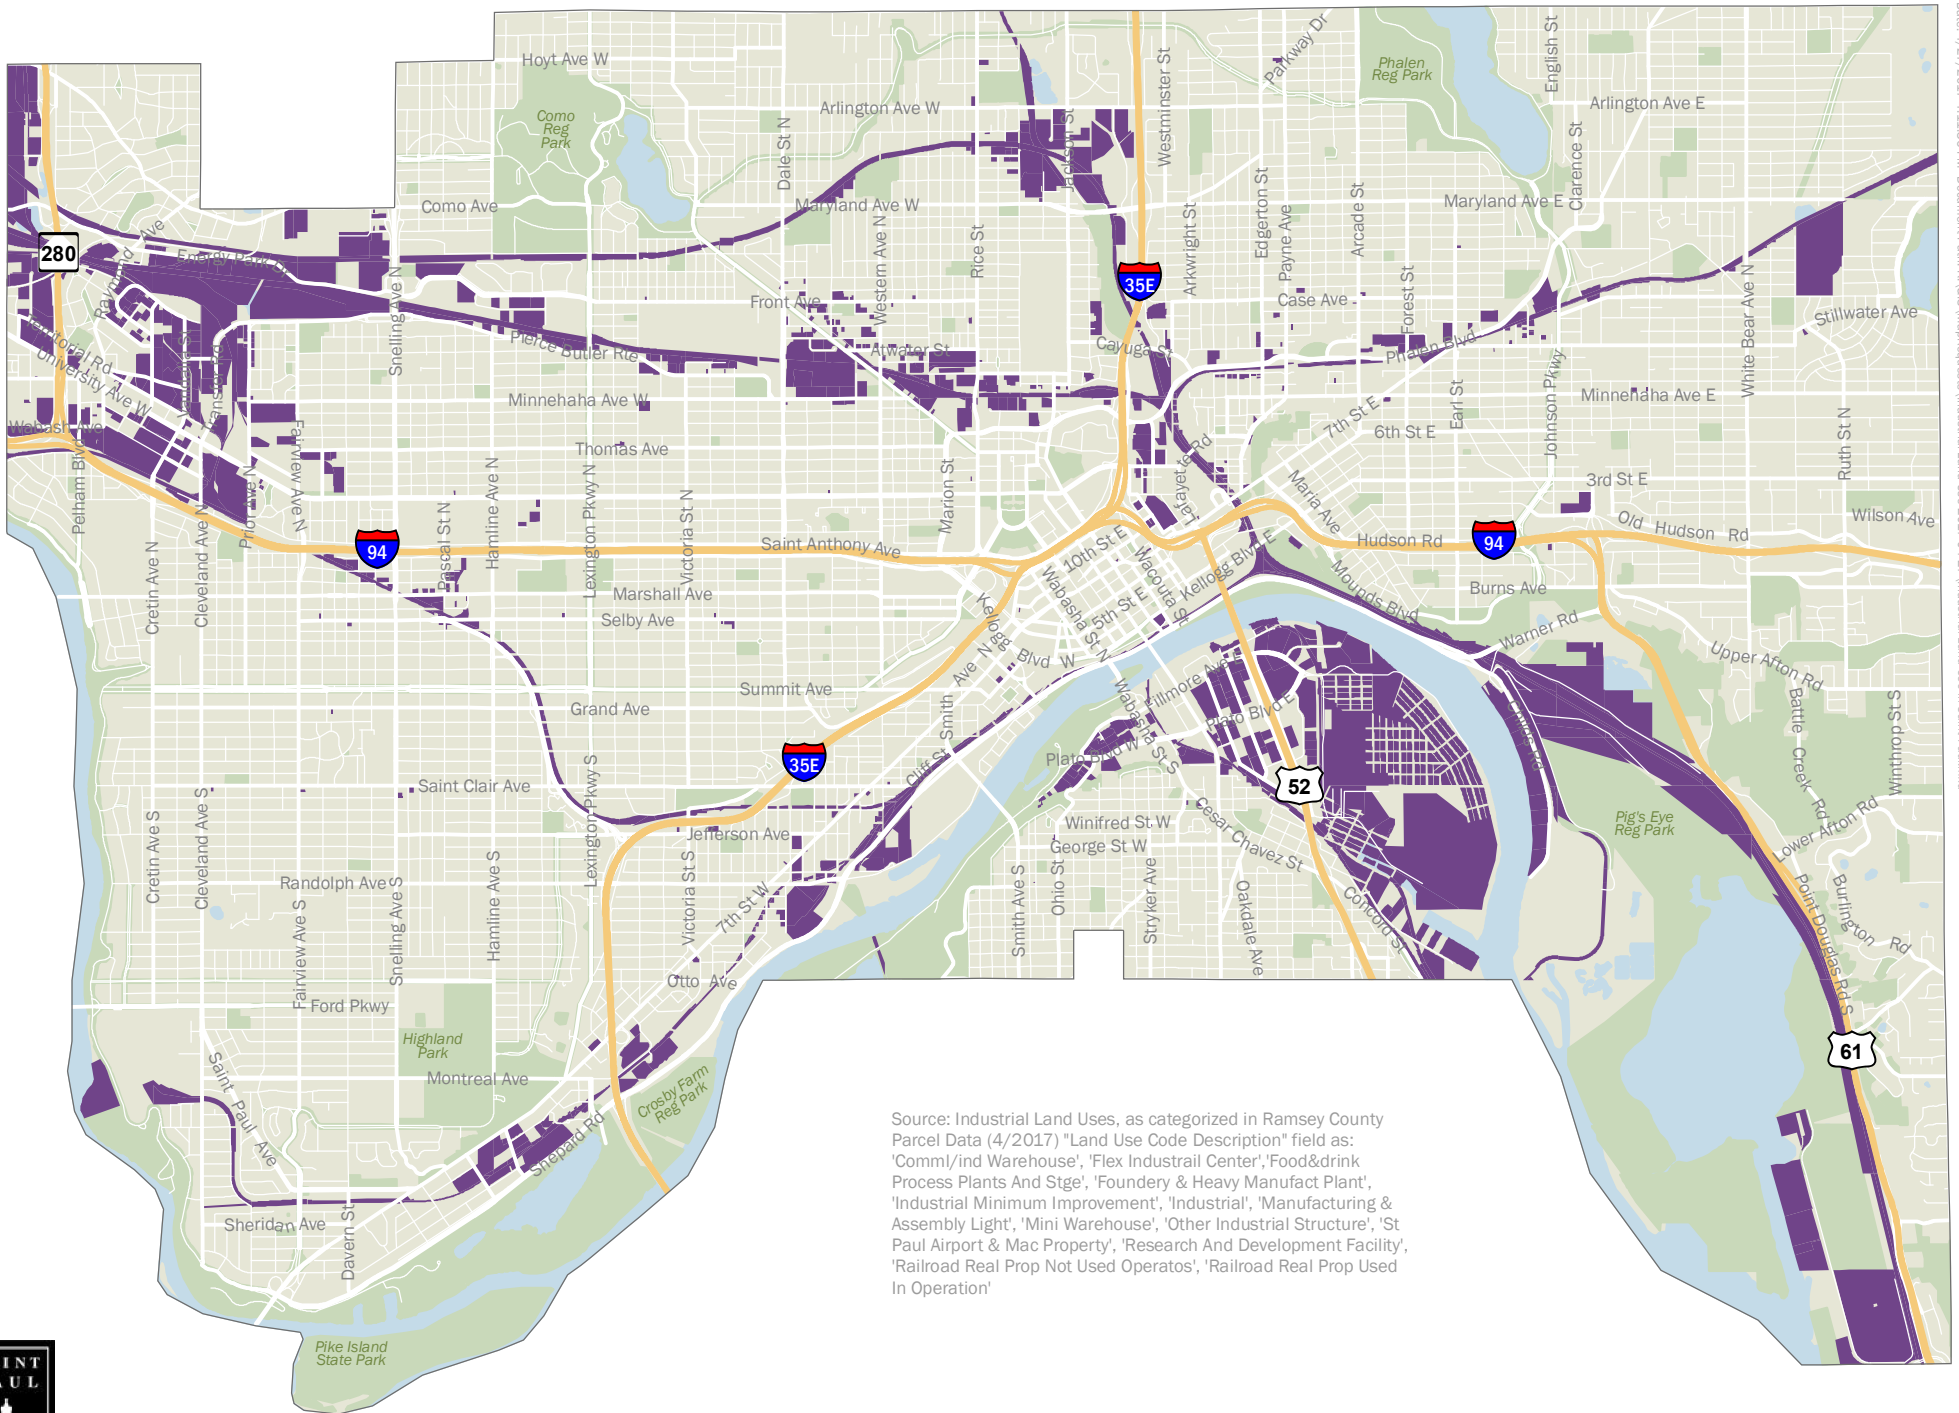 Hoyt Ave W
Parkway Dr
English St
Phalen
Reg Park
Westminster St
Arlington Ave W
Arlington Ave E
Como
Reg
Park
Dale St N
Jackson St
Clarence St
Como Ave
Maryland Ave W
Maryland Ave E
Edgerton St
Payne Ave
Arcade St
Arkwright St
Western Ave N
Rice St
280
Raymond Ave
Energy Park Dr
35E
Snelling Ave N
Front Ave
Case Ave
Forest St
White Bear Ave N
Stillwater Ave
Territorial Rd
University Ave W
Vandalia St
Transfer Rd
Pierce Butler Rte
Atwater St
Cayuga St
Phalen Blvd
Johnson Pkwy
Minnehaha Ave W
Minnehaha Ave E
Earl St
7th St E
6th St E
Wabash Ave
Pelham Blvd
Fairview Ave N
Thomas Ave
Lafayette Rd
Ruth St N
Prior Ave N
Hamline Ave N
Lexington Pkwy N
Victoria St N
Marion St
Maria Ave
3rd St E
Old Hudson Rd
Wilson Ave
Cretin Ave N
Cleveland Ave N
94
Pascal St N
Saint Anthony Ave
10th St E
Wacouta St
Kellogg Blvd E
Hudson Rd
94
Marshall Ave
Selby Ave
Wabasha St N
5th St E
Mounds Blvd
Burns Ave
Kellogg Blvd W
Warner Rd
Upper Afton Rd
Summit Ave
Grand Ave
Smith Ave N
Fillmore Ave E
Wabasha St S
Plato Blvd E
Plato Blvd W
Childs Rd
Battle Creek Rd
Winthrop St S
35E
Cliff St
52
Saint Clair Ave
Lexington Pkwy S
Cretin Ave S
Cleveland Ave S
Jefferson Ave
Winifred St W
George St W
Cesar Chavez St
Pig's Eye
Reg Park
Lower Afton Rd
Randolph Ave
Fairview Ave S
Snelling Ave S
Hamline Ave S
Victoria St S
7th St W
Smith Ave S
Ohio St
Stryker Ave
Oakdale Ave
Concord St
Point Douglas Rd S
Burlington Rd
Otto Ave
Ford Pkwy
Highland
Park
Montreal Ave
Saint Paul Ave
Crosby Farm
Reg Park
Shepard Rd
61
Sheridan Ave
Davern St
Pike Island
State Park
Source: Industrial Land Uses, as categorized in Ramsey County
Parcel Data (4/2017) "Land Use Code Description" field as:
'Comml/ind Warehouse', 'Flex Industrail Center','Food&drink
Process Plants And Stge', 'Foundery & Heavy Manufact Plant',
'Industrial Minimum Improvement', 'Industrial', 'Manufacturing &
Assembly Light', 'Mini Warehouse', 'Other Industrial Structure', 'St
Paul Airport & Mac Property', 'Research And Development Facility',
'Railroad Real Prop Not Used Operatos', 'Railroad Real Prop Used
In Operation'